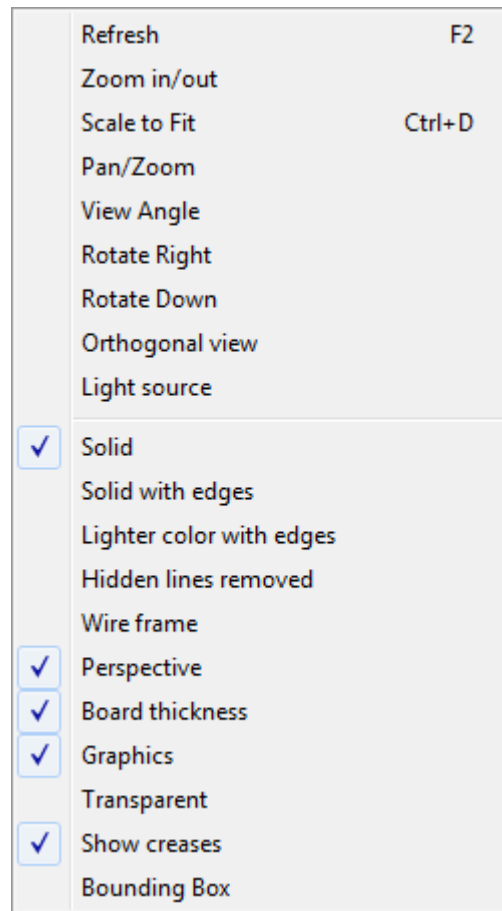 Refresh F2
Zoom in/out
Scale to Fit Ctrl+D
Pan/Zoom
View Angle
Rotate Right
Rotate Down
Orthogonal view
Light source
Solid
Solid with edges
Lighter color with edges
Hidden lines removed
Wire frame
Perspective
Board thickness
Graphics
Transparent
Show creases
Bounding Box